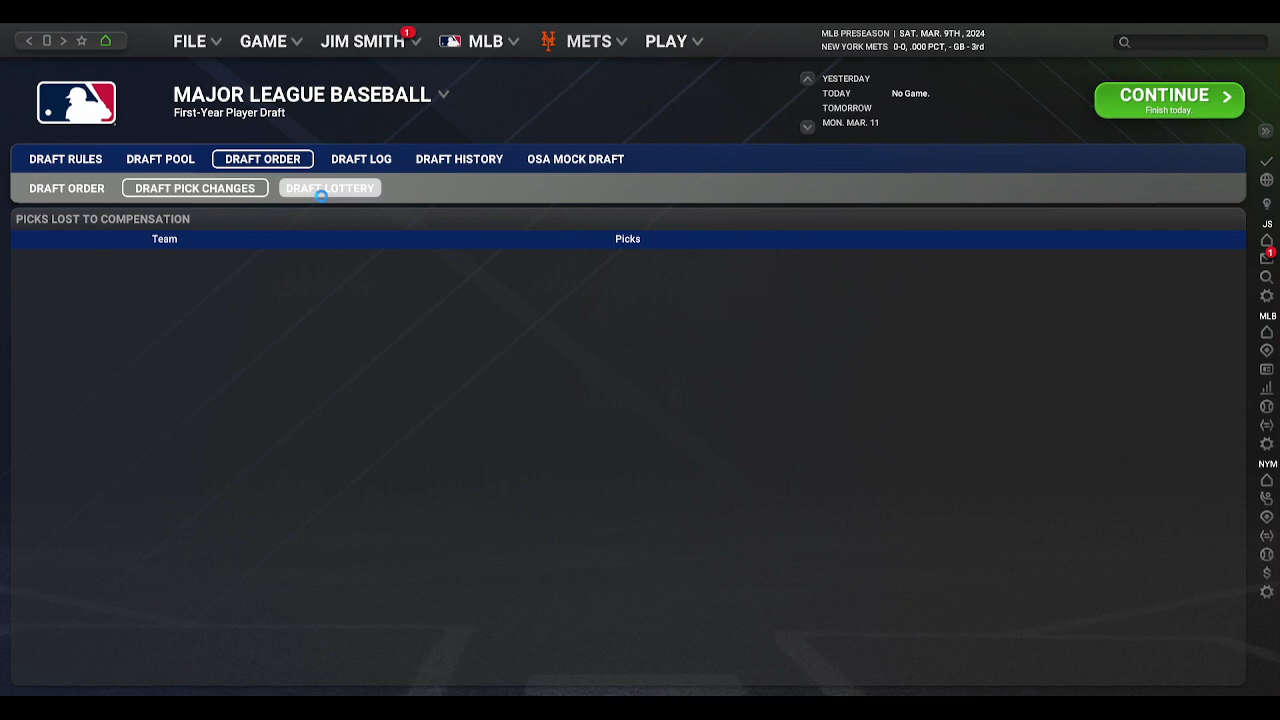 FILE GAME JIM SMITH 1 MLB METS PLAY
MLB PRESEASON | SAT. MAR. 9TH , 2024
NEW YORK METS 0-0, .000 PCT, - GB - 3rd
MAJOR LEAGUE BASEBALL
First-Year Player Draft
YESTERDAY
TODAY No Game.
TOMORROW
MON. MAR. 11
CONTINUE
Finish today.
DRAFT RULES DRAFT POOL DRAFT ORDER DRAFT LOG DRAFT HISTORY OSA MOCK DRAFT
DRAFT ORDER DRAFT PICK CHANGES DRAFT LOTTERY
PICKS LOST TO COMPENSATION
Team Picks
JS
1
MLB
NYM